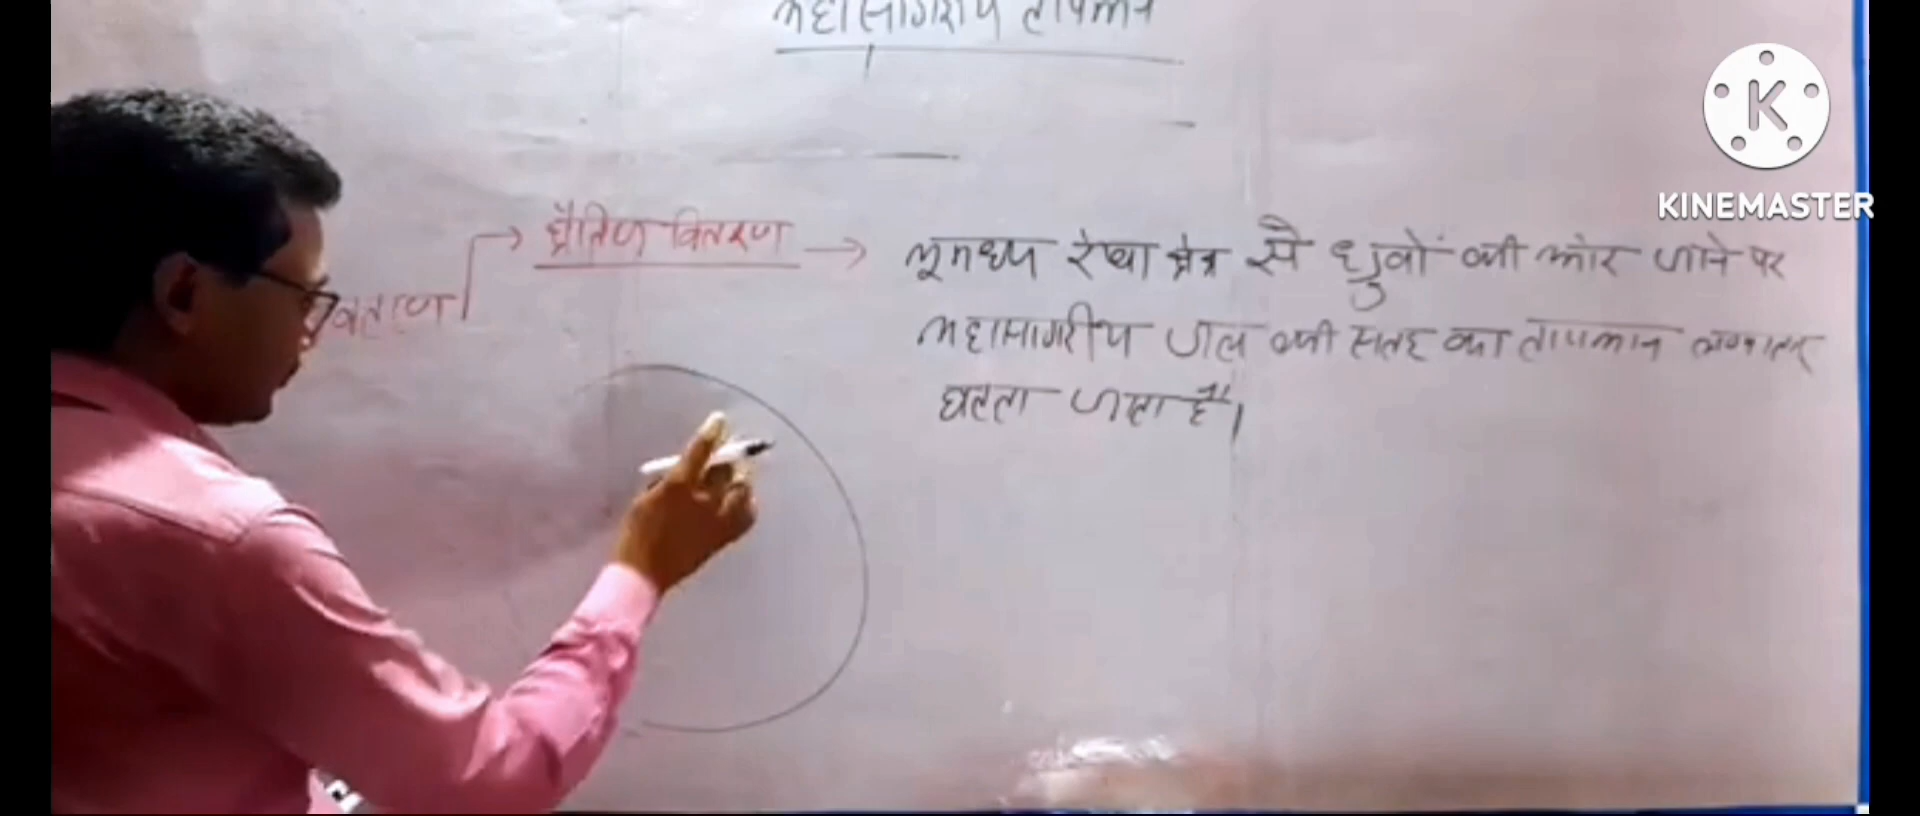 महासागरीय तापमान
क्षैतिज वितरण
वितरण
भूमध्य रेखा क्षेत्र से ध्रुवों की ओर जाने पर
महासागरीय जल की सतह का तापमान लगातार
घटता जाता है।
K
KINEMASTER